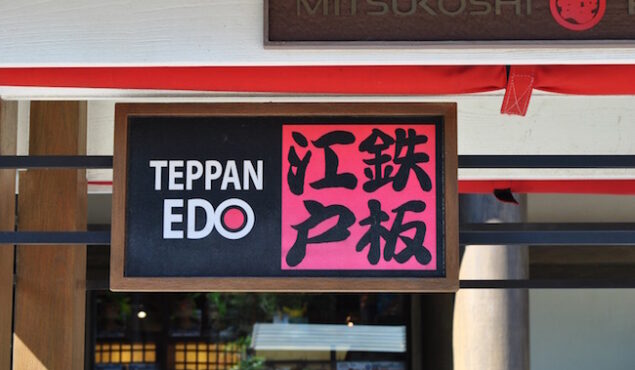 MITSUKOSHI
TEPPAN
EDO
鉄板
江戸